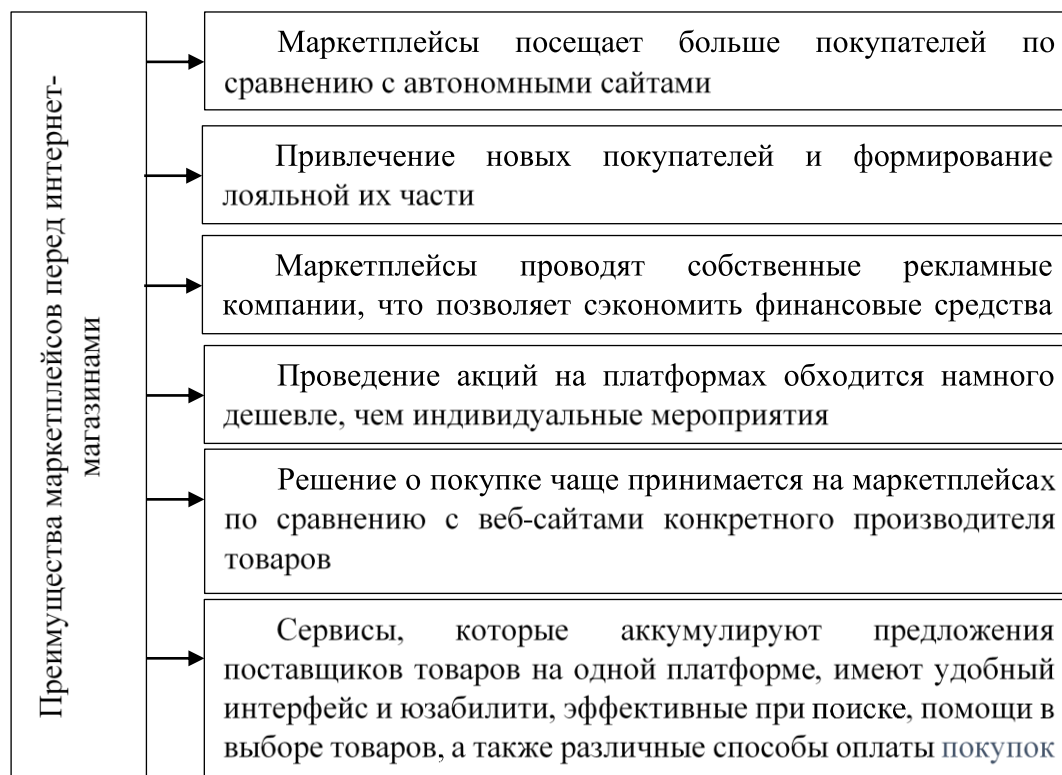 Преимущества маркетплейсов перед интернет-
магазинами
Маркетплейсы посещает больше покупателей по
сравнению с автономными сайтами
Привлечение новых покупателей и формирование
лояльной их части
Маркетплейсы проводят собственные рекламные
компании, что позволяет сэкономить финансовые средства
Проведение акций на платформах обходится намного
дешевле, чем индивидуальные мероприятия
Решение о покупке чаще принимается на маркетплейсах
по сравнению с веб-сайтами конкретного производителя
товаров
Сервисы, которые аккумулируют предложения
поставщиков товаров на одной платформе, имеют удобный
интерфейс и юзабилити, эффективные при поиске, помощи в
выборе товаров, а также различные способы оплаты покупок